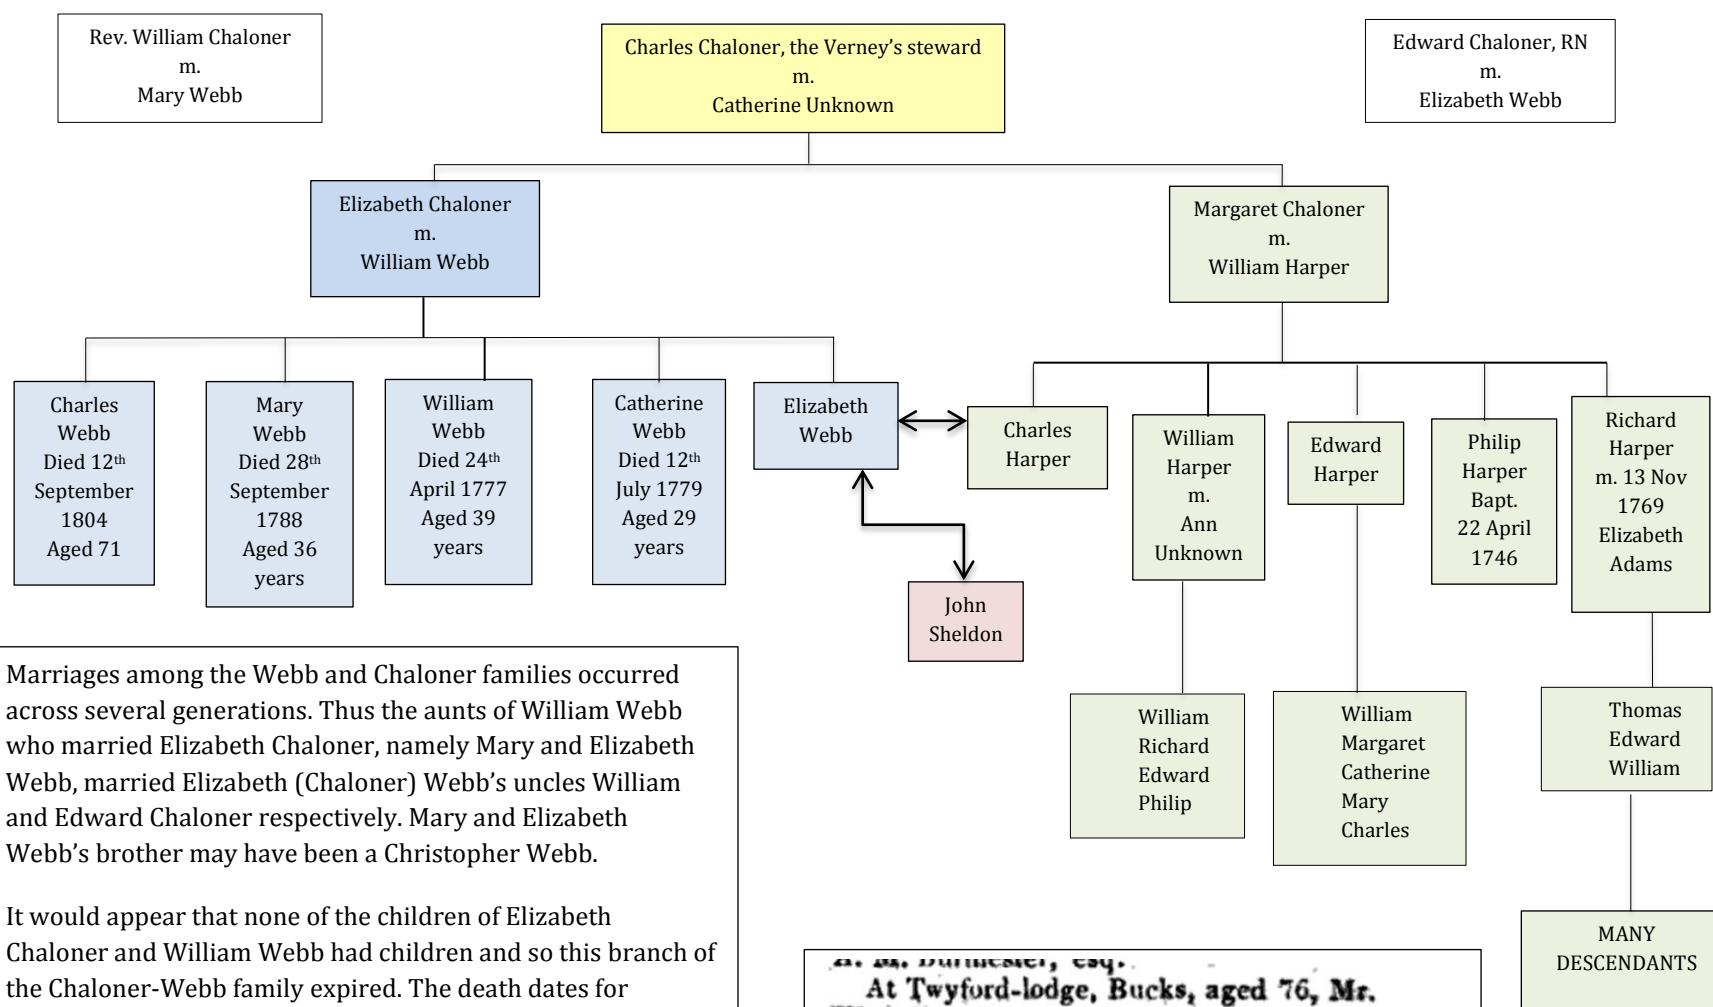 Rev. William Chaloner
m.
Mary Webb
Charles Chaloner, the Verney’s steward
m.
Catherine Unknown
Edward Chaloner, RN
m.
Elizabeth Webb
Elizabeth Chaloner
m.
William Webb
Margaret Chaloner
m.
William Harper
Charles
Webb
Died 12th
September
1804
Aged 71
Mary
Webb
Died 28th
September
1788
Aged 36
years
William
Webb
Died 24th
April 1777
Aged 39
years
Catherine
Webb
Died 12th
July 1779
Aged 29
years
Elizabeth
Webb
Charles
Harper
William
Harper
m.
Ann
Unknown
Edward
Harper
Philip
Harper
Bapt.
22 April
1746
Richard
Harper
m. 13 Nov
1769
Elizabeth
Adams
John
Sheldon
William
Richard
Edward
Philip
William
Margaret
Catherine
Mary
Charles
Thomas
Edward
William
MANY
DESCENDANTS
Marriages among the Webb and Chaloner families occurred
across several generations. Thus the aunts of William Webb
who married Elizabeth Chaloner, namely Mary and Elizabeth
Webb, married Elizabeth (Chaloner) Webb’s uncles William
and Edward Chaloner respectively. Mary and Elizabeth
Webb’s brother may have been a Christopher Webb.
It would appear that none of the children of Elizabeth
Chaloner and William Webb had children and so this branch of
the Chaloner-Webb family expired. The death dates for
esq.
At Twyford-lodge, Bucks, aged 76, Mr.